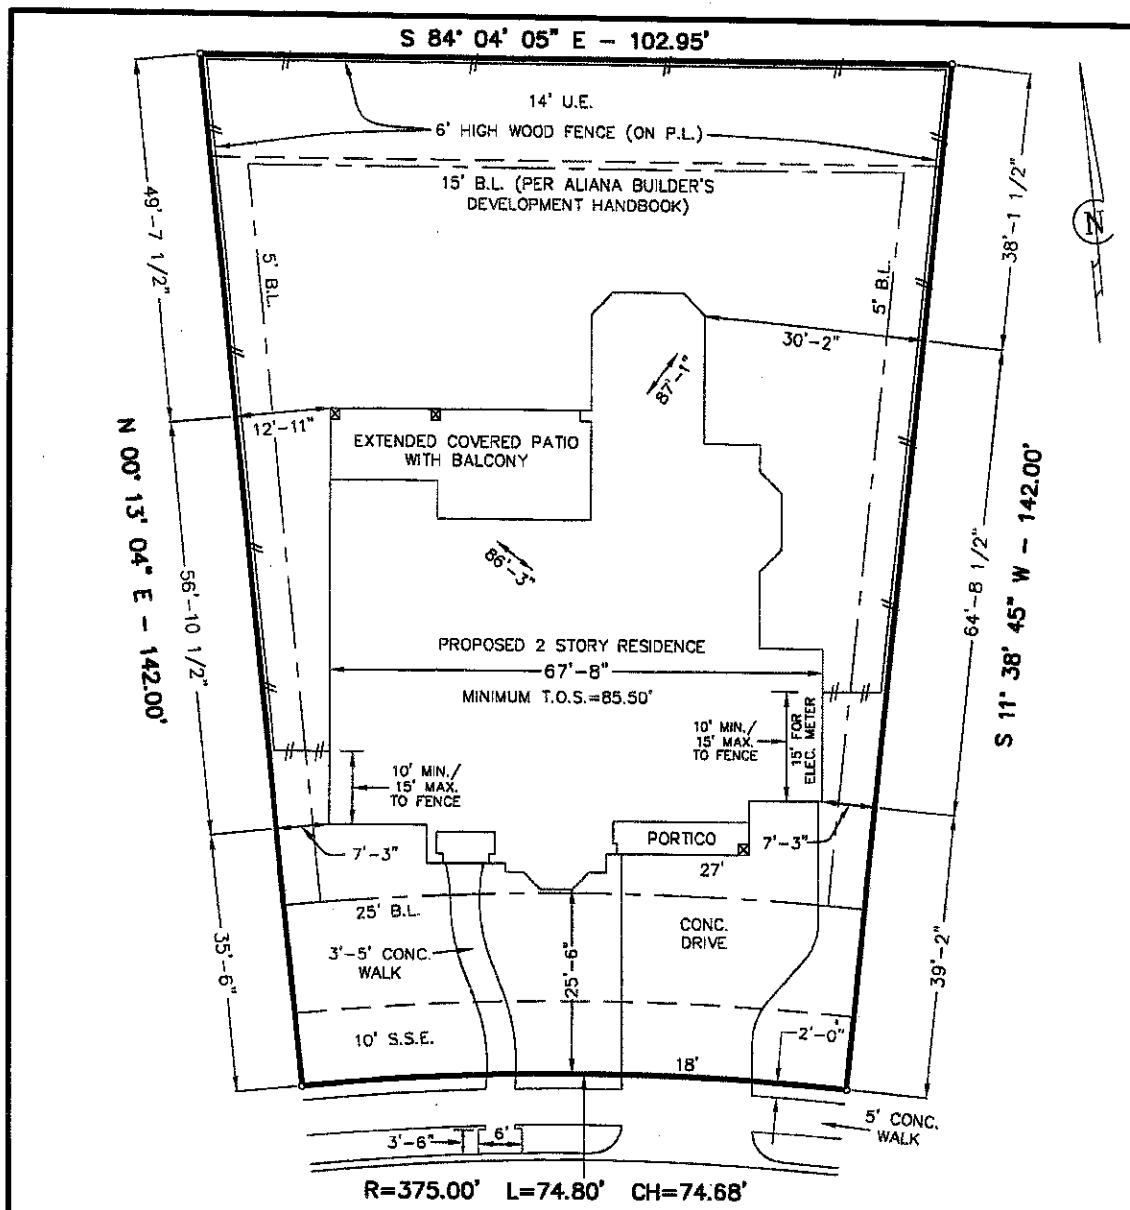 S 84° 04' 05" E - 102.95'
14' U.E.
6' HIGH WOOD FENCE (ON P.L.)
15' B.L. (PER ALIANA BUILDER'S
DEVELOPMENT HANDBOOK)
N
49'-7 1/2"
38'-1 1/2"
5' B.L.
5' B.L.
30'-2"
87'-1"
12'-11"
EXTENDED COVERED PATIO
WITH BALCONY
N 00° 13' 04" E - 142.00'
S 11° 38' 45" W - 142.00'
86'-3"
56'-10 1/2"
64'-8 1/2"
PROPOSED 2 STORY RESIDENCE
67'-8"
MINIMUM T.O.S.=85.50'
10' MIN./
15' MAX.
TO FENCE
15' FOR
ELEC. METER
10' MIN./
15' MAX.
TO FENCE
PORTICO
7'-3"
7'-3"
27'
25' B.L.
CONC.
DRIVE
3'-5' CONC.
WALK
35'-6"
25'-6"
39'-2"
10' S.S.E.
2'-0"
18'
5' CONC.
WALK
3'-6"
6'
R=375.00' L=74.80' CH=74.68'